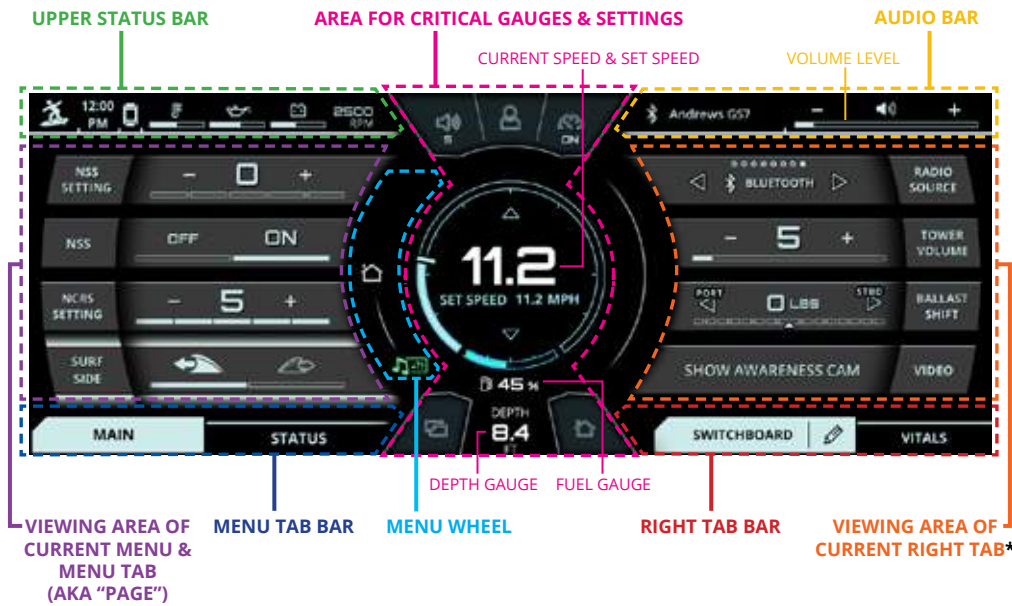 UPPER STATUS BAR
AREA FOR CRITICAL GAUGES & SETTINGS
AUDIO BAR
CURRENT SPEED & SET SPEED
VOLUME LEVEL
12:00
PM
2500
RPM
5
ON
Andrews G57
-
+
NSS
SETTING
- 0 +
BLUETOOTH
RADIO
SOURCE
NSS
OFF
ON
- 5 +
TOWER
VOLUME
11.2
SET SPEED 11.2 MPH
NCRS
SETTING
- 5 +
PORT
0 LBS
STBD
BALLAST
SHIFT
SURF
SIDE
SHOW AWARENESS CAM
VIDEO
45 %
DEPTH
8.4
FT
MAIN
STATUS
SWITCHBOARD
VITALS
DEPTH GAUGE
FUEL GAUGE
VIEWING AREA OF
CURRENT MENU &
MENU TAB
(AKA “PAGE”)
MENU TAB BAR
MENU WHEEL
RIGHT TAB BAR
VIEWING AREA OF
CURRENT RIGHT TAB*